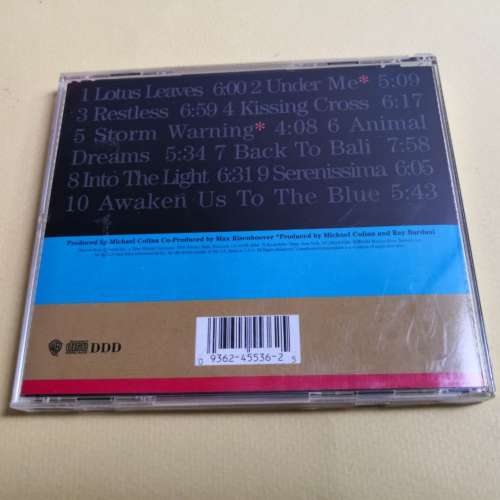 1 Lotus Leaves 6:00 2 Under Me* 5:09
3 Restless 6:59 4 Kissing Cross 6:17
5 Storm Warning* 4:08 6 Animal
Dreams 5:34 7 Back To Bali 7:58
8 Into The Light 6:31 9 Serenissima 6:05
10 Awaken Us To The Blue 5:43
Produced by Michael Colina Co-Produced by Max Risenhoover *Produced by Michael Colina and Ray Bardani
WB DDD
0 9362-45536-2 5